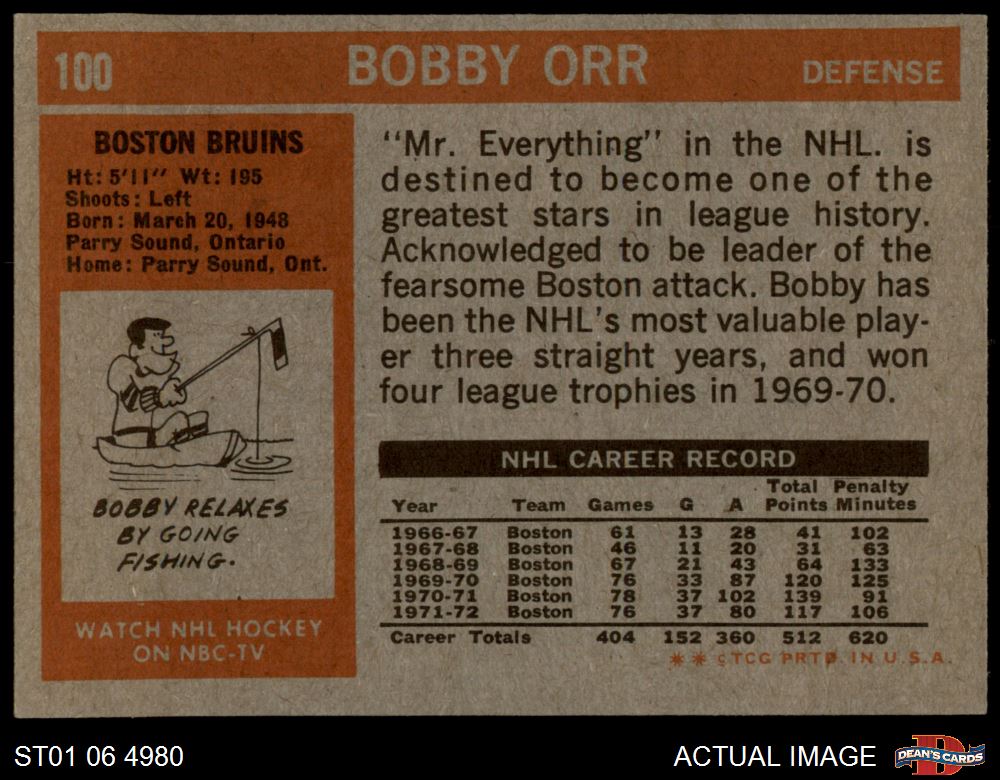 100 BOBBY ORR DEFENSE
BOSTON BRUINS
Ht: 5'11" Wt: 195
Shoots: Left
Born: March 20, 1948
Parry Sound, Ontario
Home: Parry Sound, Ont.
BOBBY RELAXES
BY GOING
FISHING.
WATCH NHL HOCKEY
ON NBC-TV
"Mr. Everything" in the NHL. is
destined to become one of the
greatest stars in league history.
Acknowledged to be leader of the
fearsome Boston attack. Bobby has
been the NHL's most valuable play-
er three straight years, and won
four league trophies in 1969-70.
NHL CAREER RECORD
Total Penalty
Year Team Games G A Points Minutes
1966-67 Boston 61 13 28 41 102
1967-68 Boston 46 11 20 31 63
1968-69 Boston 67 21 43 64 133
1969-70 Boston 76 33 87 120 125
1970-71 Boston 78 37 102 139 91
1971-72 Boston 76 37 80 117 106
Career Totals 404 152 360 512 620
** ©TCG PRTD. IN U.S.A.
ST01 06 4980 ACTUAL IMAGE D DEAN'S CARDS